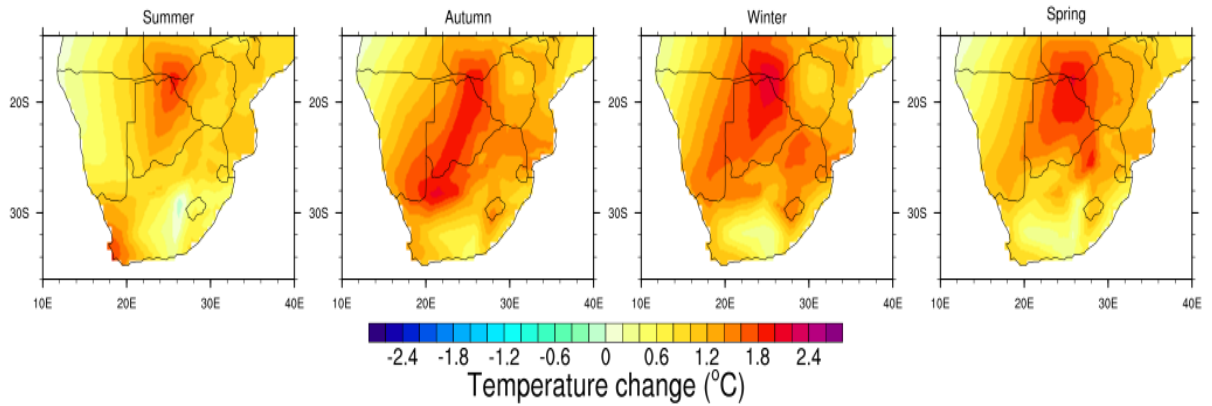 Summer Autumn Winter Spring
20S 20S 20S 20S
30S 30S 30S 30S
10E 20E 30E 40E 10E 20E 30E 40E 10E 20E 30E 40E 10E 20E 30E 40E
-2.4 -1.8 -1.2 -0.6 0 0.6 1.2 1.8 2.4
Temperature change (°C)